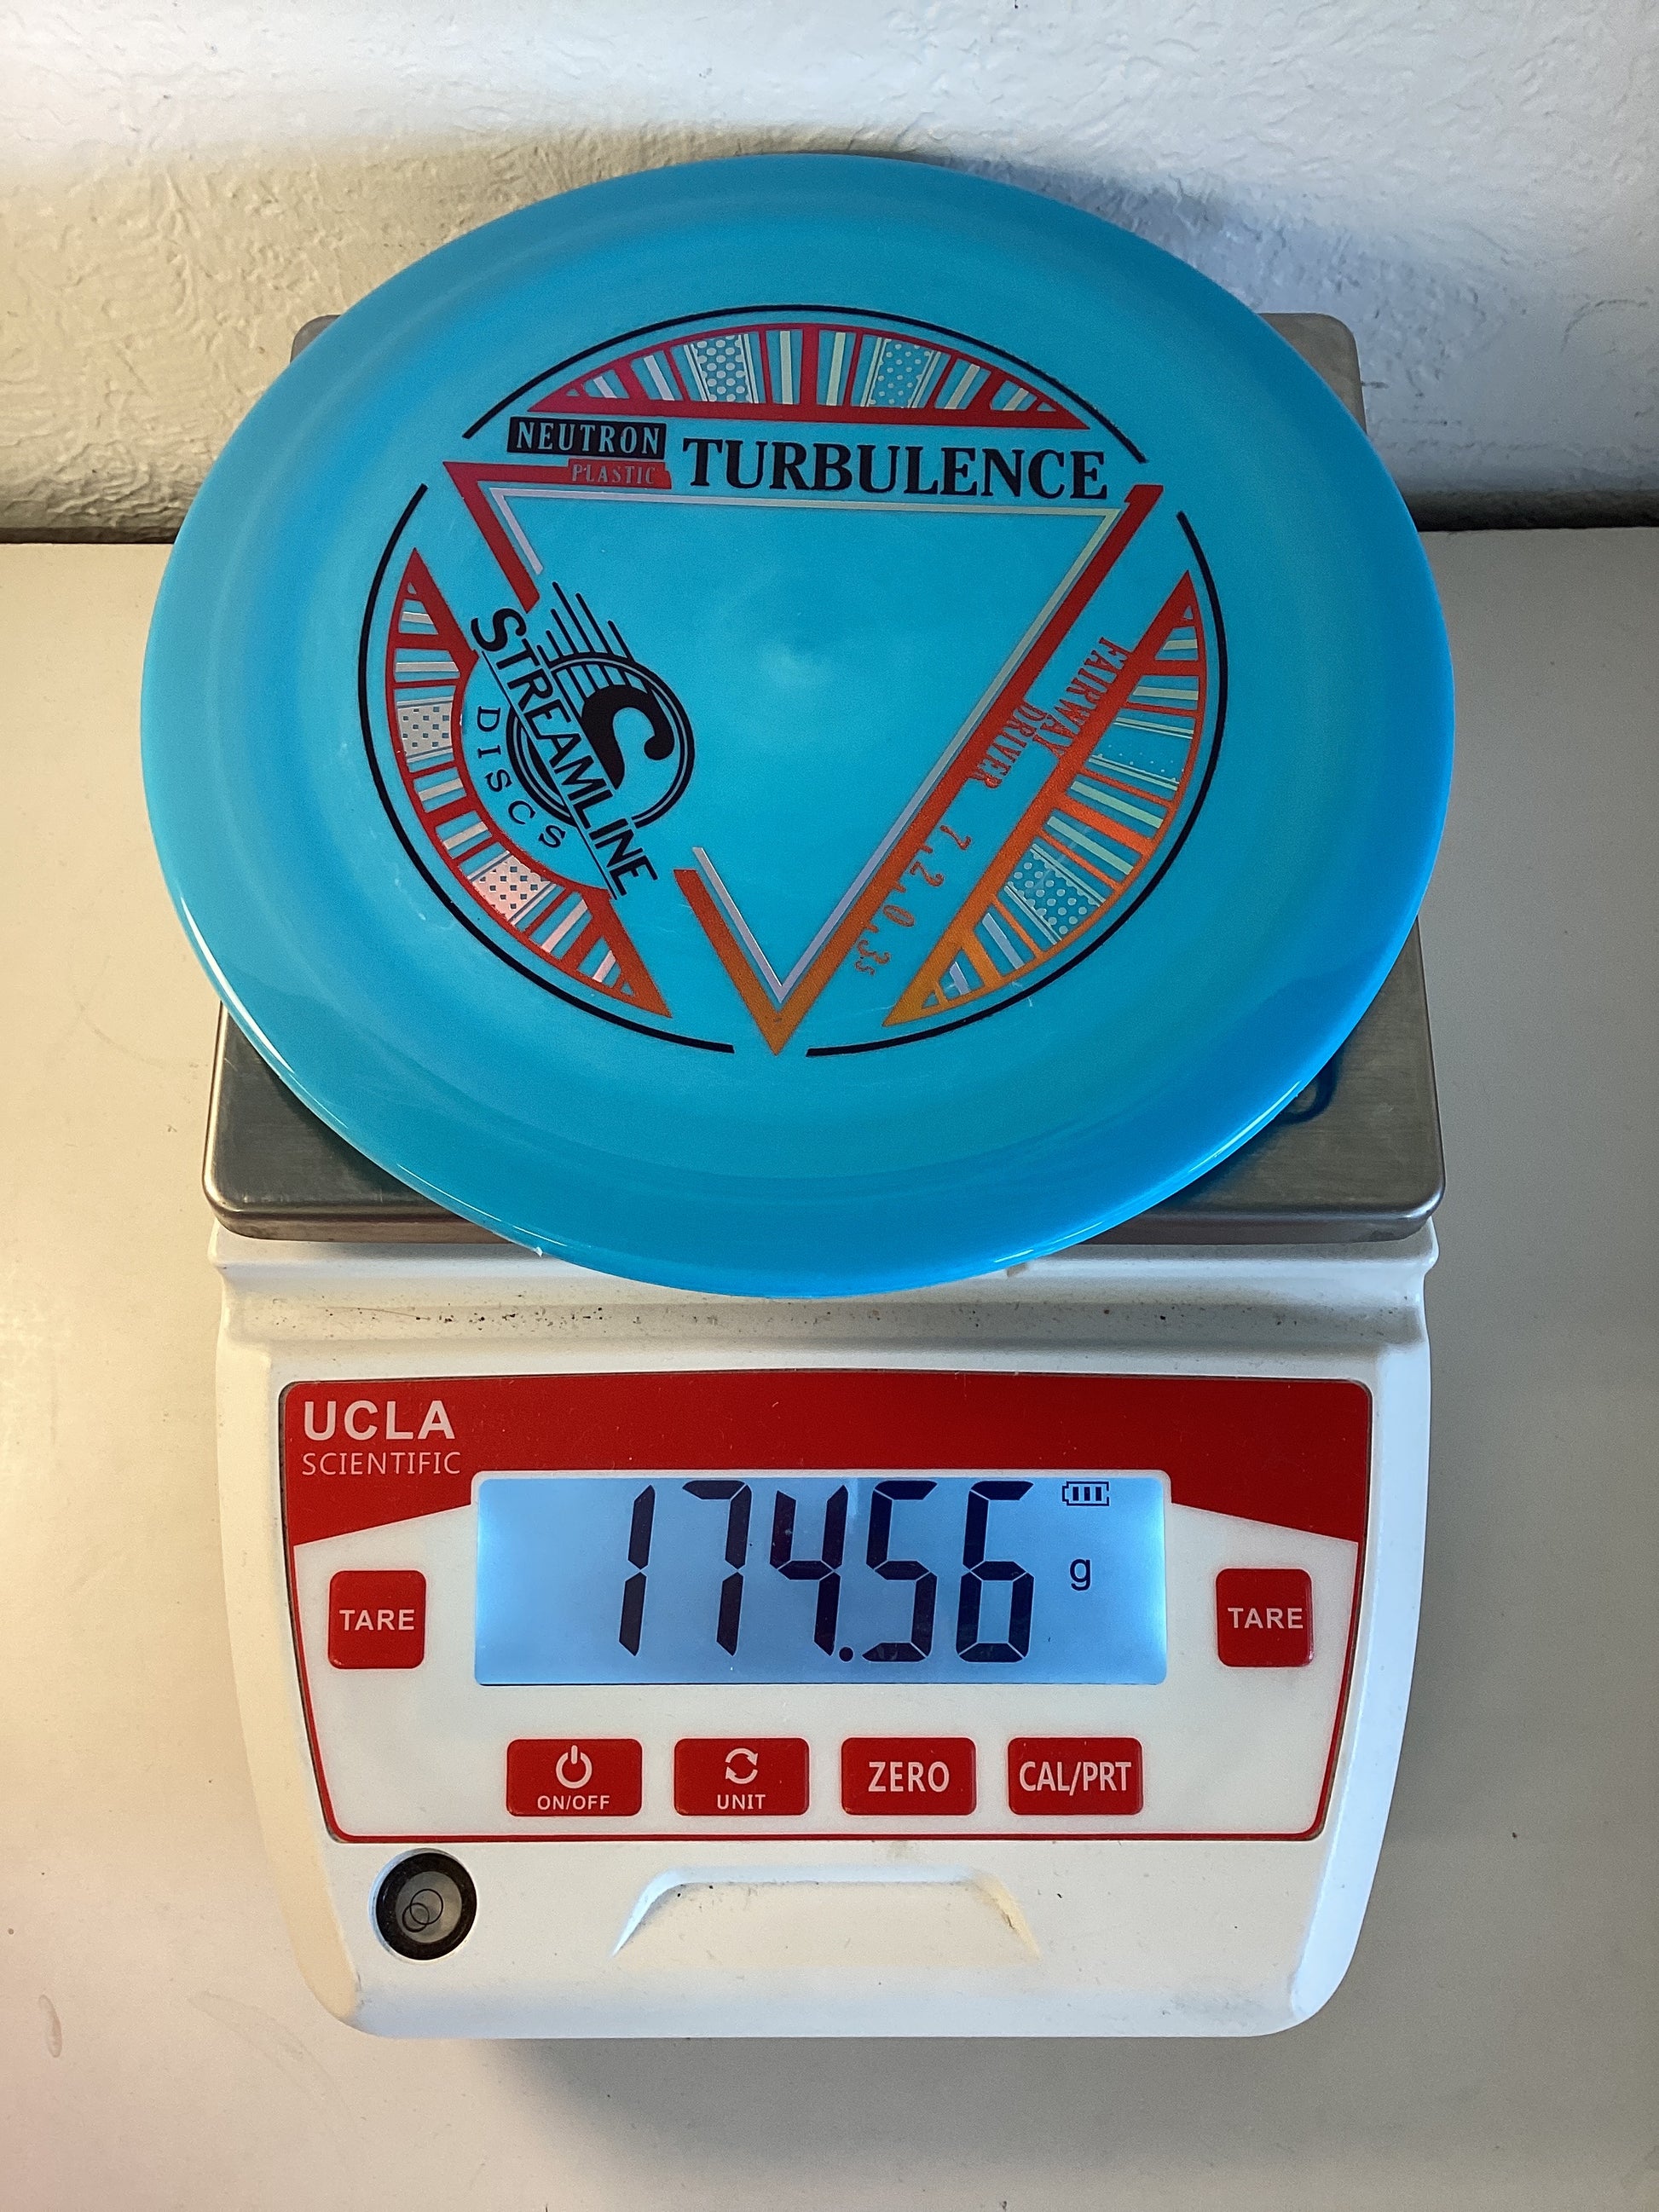 NEUTRON
PLASTIC
TURBULENCE
STREAMLINE
DISCS
FAIRWAY
DRIVER
7, 2, 0, 3.5
UCLA
SCIENTIFIC
174.56
g
TARE
TARE
ON/OFF
UNIT
ZERO
CAL/PRT